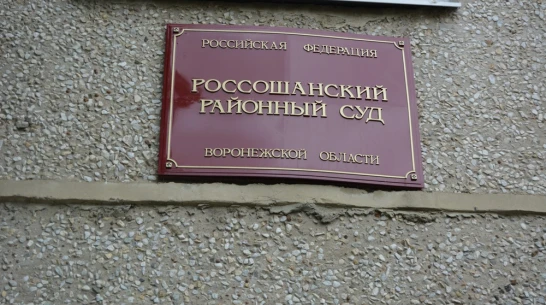 РОССИЙСКАЯ ФЕДЕРАЦИЯ
РОССОШАНСКИЙ
РАЙОННЫЙ СУД
ВОРОНЕЖСКОЙ ОБЛАСТИ